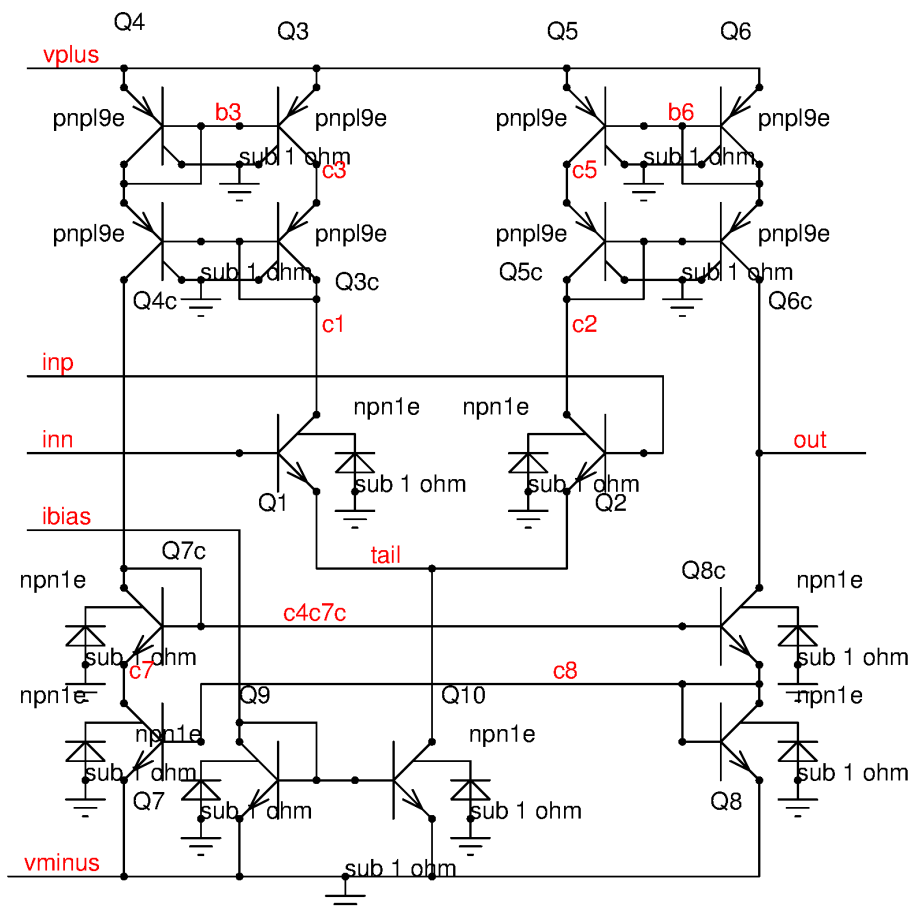 Q4 Q3 Q5 Q6
vplus
pnpl9e b3 pnpl9e pnpl9e b6 pnpl9e
sub 1 ohm sub 1 ohm
c3 c5
pnpl9e pnpl9e pnpl9e pnpl9e
sub 1 ohm Q3c Q5c sub 1 ohm
Q4c Q6c
c1 c2
inp
npn1e npn1e
inn out
sub 1 ohm sub 1 ohm
Q1 Q2
ibias
Q7c tail Q8c
npn1e npn1e
c4c7c
sub 1 ohm sub 1 ohm
c7 c8
npn1e Q9 Q10 npn1e
npn1e npn1e
sub 1 ohm sub 1 ohm
Q7 sub 1 ohm sub 1 ohm Q8
vminus sub 1 ohm